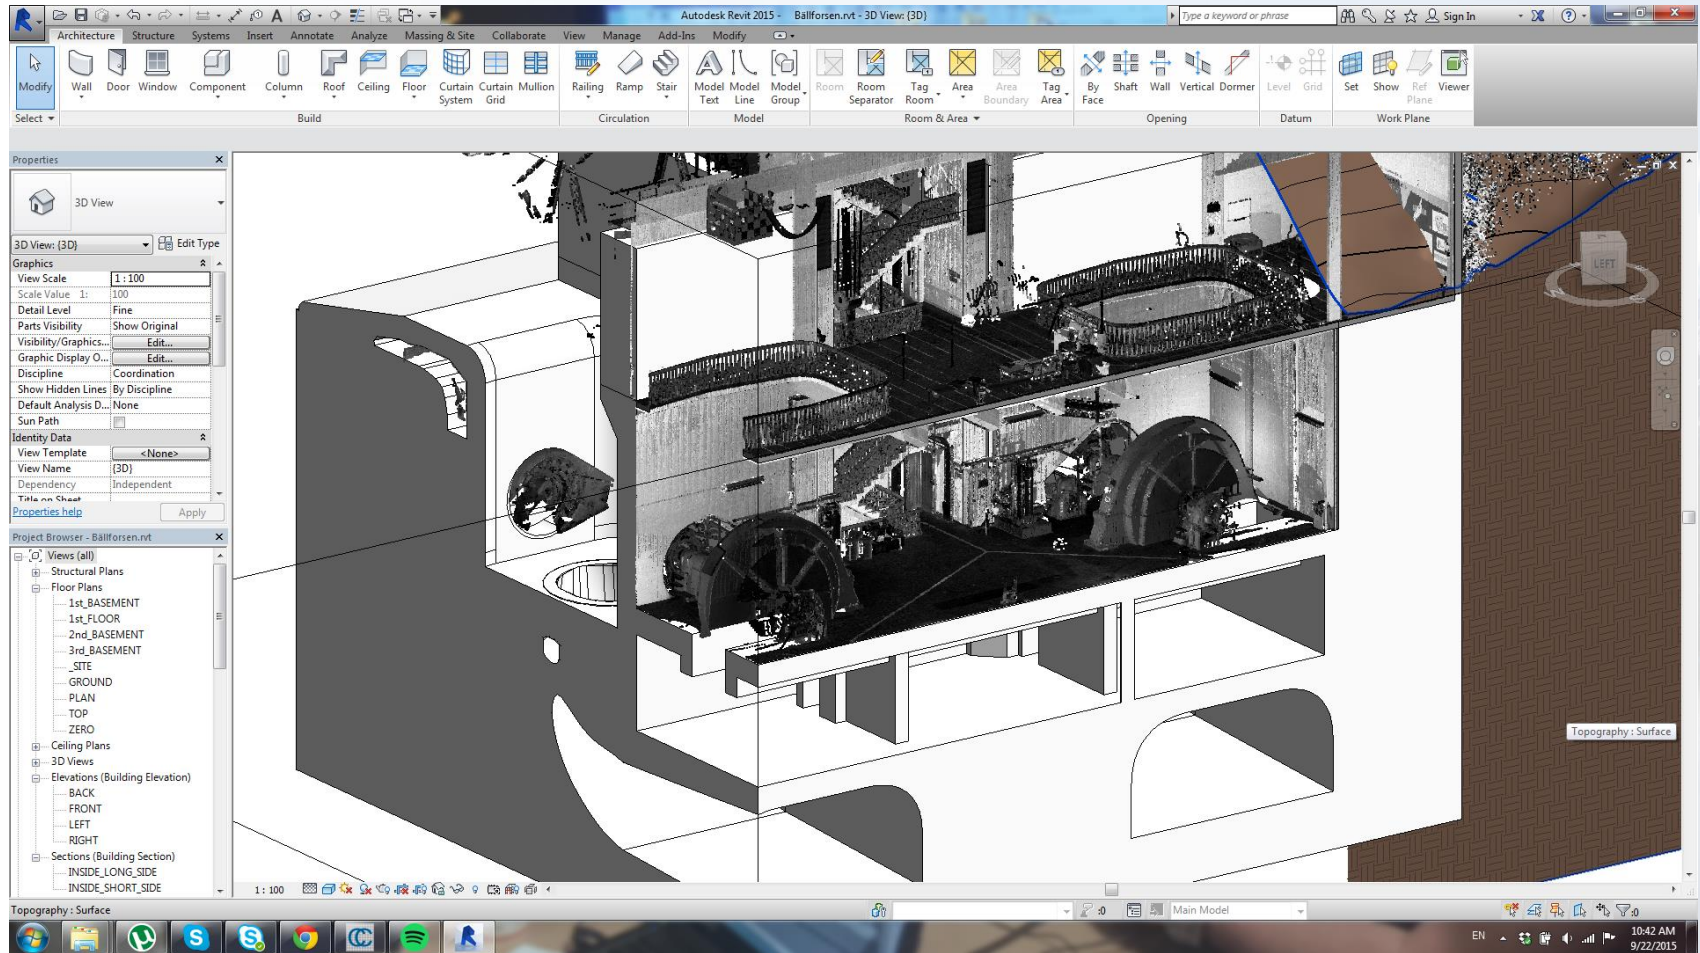 Autodesk Revit 2015 - Bällforsen.rvt - 3D View: {3D}
Type a keyword or phrase
Sign In
Architecture Structure Systems Insert Annotate Analyze Massing & Site Collaborate View Manage Add-Ins Modify
Modify Wall Door Window Component Column Roof Ceiling Floor Curtain System Curtain Grid Mullion Railing Ramp Stair Model Text Model Line Model Group Room Room Separator Tag Room Area Area Boundary Tag Area By Face Shaft Wall Vertical Dormer Level Grid Set Show Ref Plane Viewer
Select Build Circulation Model Room & Area Opening Datum Work Plane
Properties
3D View
3D View: {3D} Edit Type
Graphics
View Scale 1 : 100
Scale Value 1: 100
Detail Level Fine
Parts Visibility Show Original
Visibility/Graphics... Edit...
Graphic Display O... Edit...
Discipline Coordination
Show Hidden Lines By Discipline
Default Analysis D... None
Sun Path
Identity Data
View Template <None>
View Name {3D}
Dependency Independent
Title on Sheet
Properties help Apply
Project Browser - Bällforsen.rvt
Views (all)
Structural Plans
Floor Plans
1st_BASEMENT
1st_FLOOR
2nd_BASEMENT
3rd_BASEMENT
_SITE
GROUND
PLAN
TOP
ZERO
Ceiling Plans
3D Views
Elevations (Building Elevation)
BACK
FRONT
LEFT
RIGHT
Sections (Building Section)
INSIDE_LONG_SIDE
INSIDE_SHORT_SIDE
LEFT
Topography : Surface
1 : 100
Topography : Surface
:0
Main Model
:0
EN
10:42 AM
9/22/2015